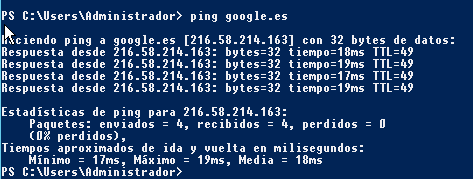 PS C:\Users\Administrador> ping google.es
Haciendo ping a google.es [216.58.214.163] con 32 bytes de datos:
Respuesta desde 216.58.214.163: bytes=32 tiempo=18ms TTL=49
Respuesta desde 216.58.214.163: bytes=32 tiempo=19ms TTL=49
Respuesta desde 216.58.214.163: bytes=32 tiempo=17ms TTL=49
Respuesta desde 216.58.214.163: bytes=32 tiempo=19ms TTL=49
Estadísticas de ping para 216.58.214.163:
Paquetes: enviados = 4, recibidos = 4, perdidos = 0
(0% perdidos),
Tiempos aproximados de ida y vuelta en milisegundos:
Mínimo = 17ms, Máximo = 19ms, Media = 18ms
PS C:\Users\Administrador>